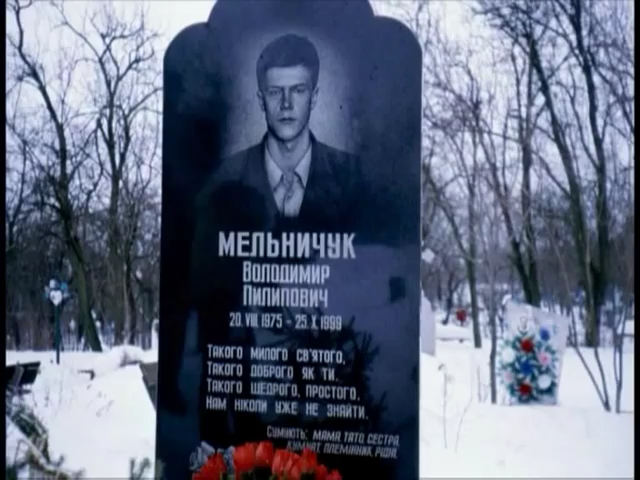 МЕЛЬНИЧУК
ВОЛОДИМИР
ПИЛИПОВИЧ
20. VIII. 1975 - 25. X. 1999
ТАКОГО МИЛОГО СВ'ЯТОГО,
ТАКОГО ДОБРОГО ЯК ТИ,
ТАКОГО ЩЕДРОГО, ПРОСТОГО,
НАМ НІКОЛИ УЖЕ НЕ ЗНАЙТИ.
СУМУЮТЬ: МАМА, ТАТО, СЕСТРА,
ПЛЕМІННИК, РІДНІ.